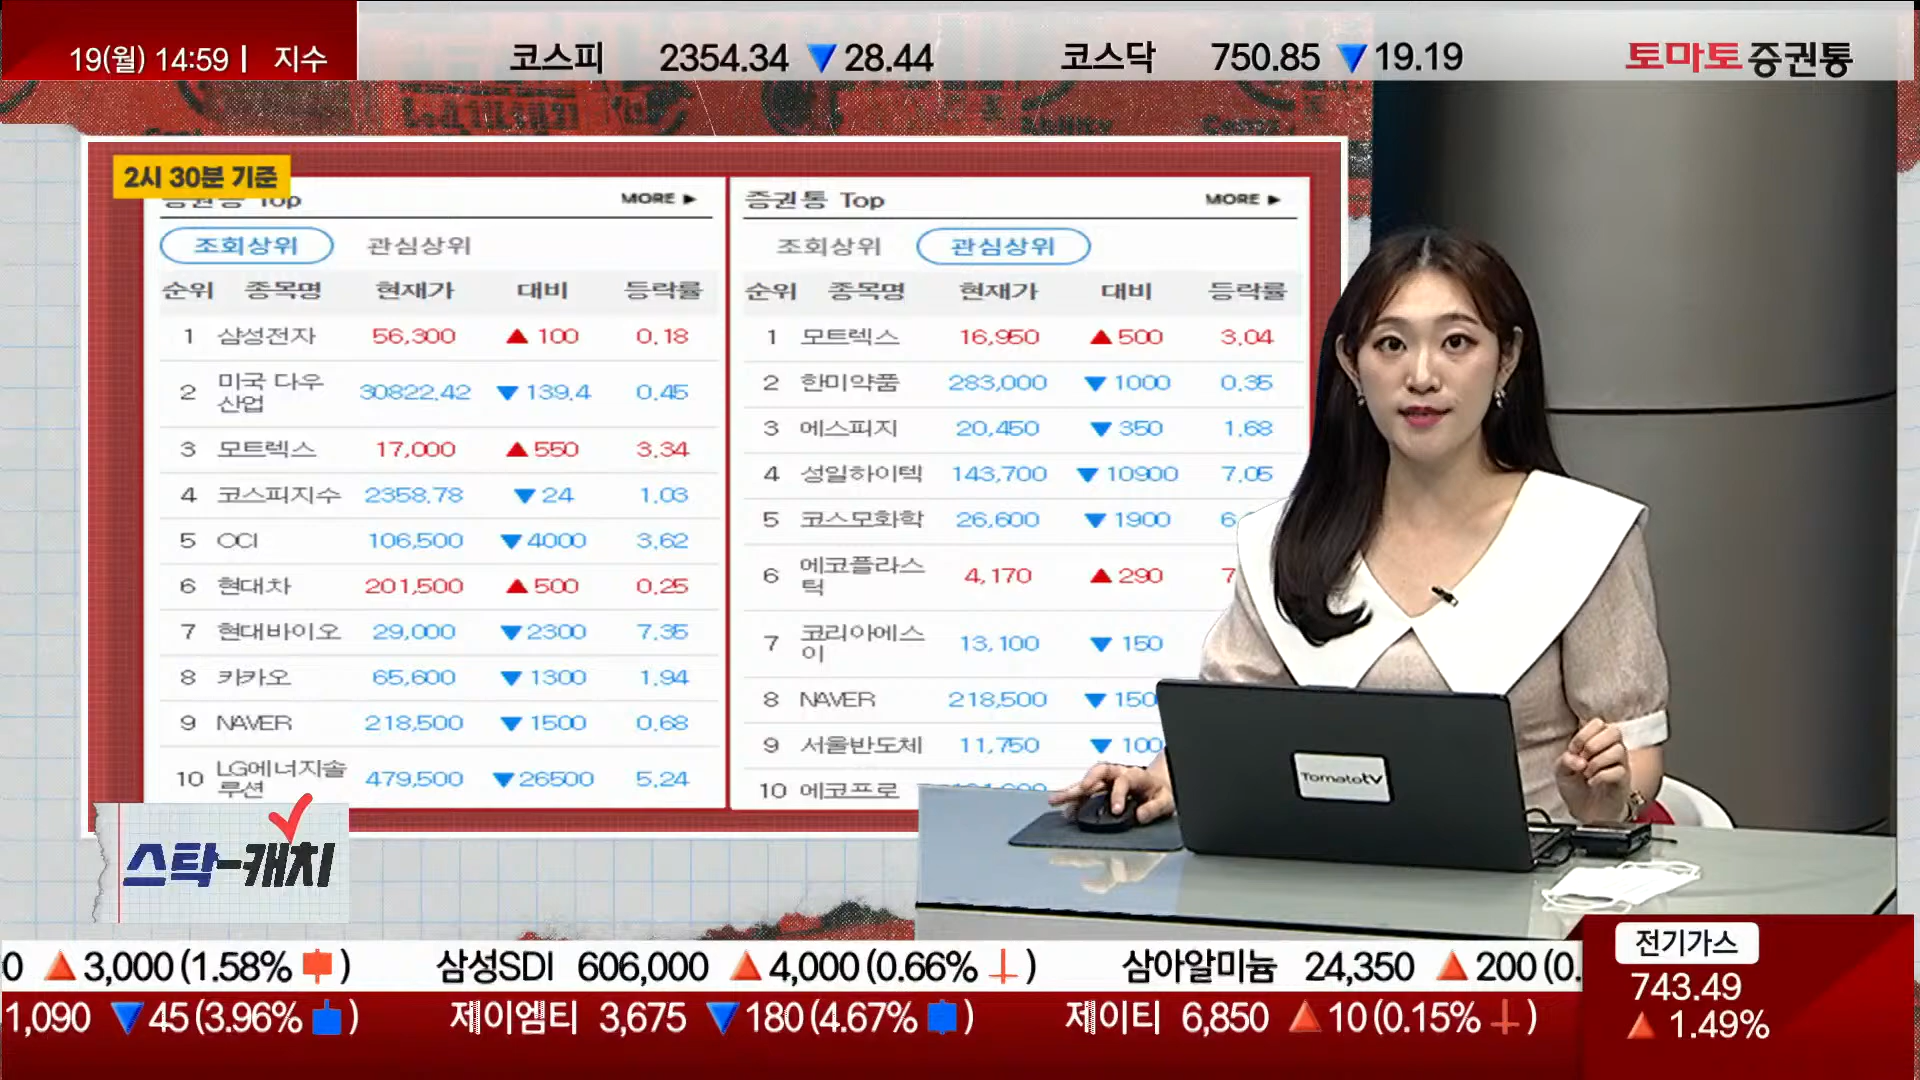 19(월) 14:59 | 지수 코스피 2354.34 ▼28.44 코스닥 750.85 ▼19.19 토마토증권통
2시 30분 기준
증권통 Top MORE ▶
조회상위 관심상위
순위 종목명 현재가 대비 등락률
1 삼성전자 56,300 ▲ 100 0.18
2 미국 다우산업 30822.42 ▼ 139.4 0.45
3 모트렉스 17,000 ▲ 550 3.34
4 코스피지수 2358.78 ▼ 24 1.03
5 OCI 106,500 ▼ 4000 3.62
6 현대차 201,500 ▲ 500 0.25
7 현대바이오 29,000 ▼ 2300 7.35
8 카카오 65,600 ▼ 1300 1.94
9 NAVER 218,500 ▼ 1500 0.68
10 LG에너지솔루션 479,500 ▼ 26500 5.24
증권통 Top MORE ▶
조회상위 관심상위
순위 종목명 현재가 대비 등락률
1 모트렉스 16,950 ▲ 500 3.04
2 한미약품 283,000 ▼ 1000 0.35
3 에스피지 20,450 ▼ 350 1.68
4 성일하이텍 143,700 ▼ 10900 7.05
5 코스모화학 26,600 ▼ 1900 6
6 에코플라스틱 4,170 ▲ 290 7
7 코리아에스이 13,100 ▼ 150
8 NAVER 218,500 ▼ 150
9 서울반도체 11,750 ▼ 100
10 에코프로
TomatoTV
스탁-캐치
0 ▲3,000(1.58% ) 삼성SDI 606,000 ▲4,000(0.66% ) 삼아알미늄 24,350 ▲200(0.
1,090 ▼45(3.96% ) 제이엠티 3,675 ▼180(4.67% ) 제이티 6,850 ▲10(0.15% )
전기가스
743.49
▲ 1.49%